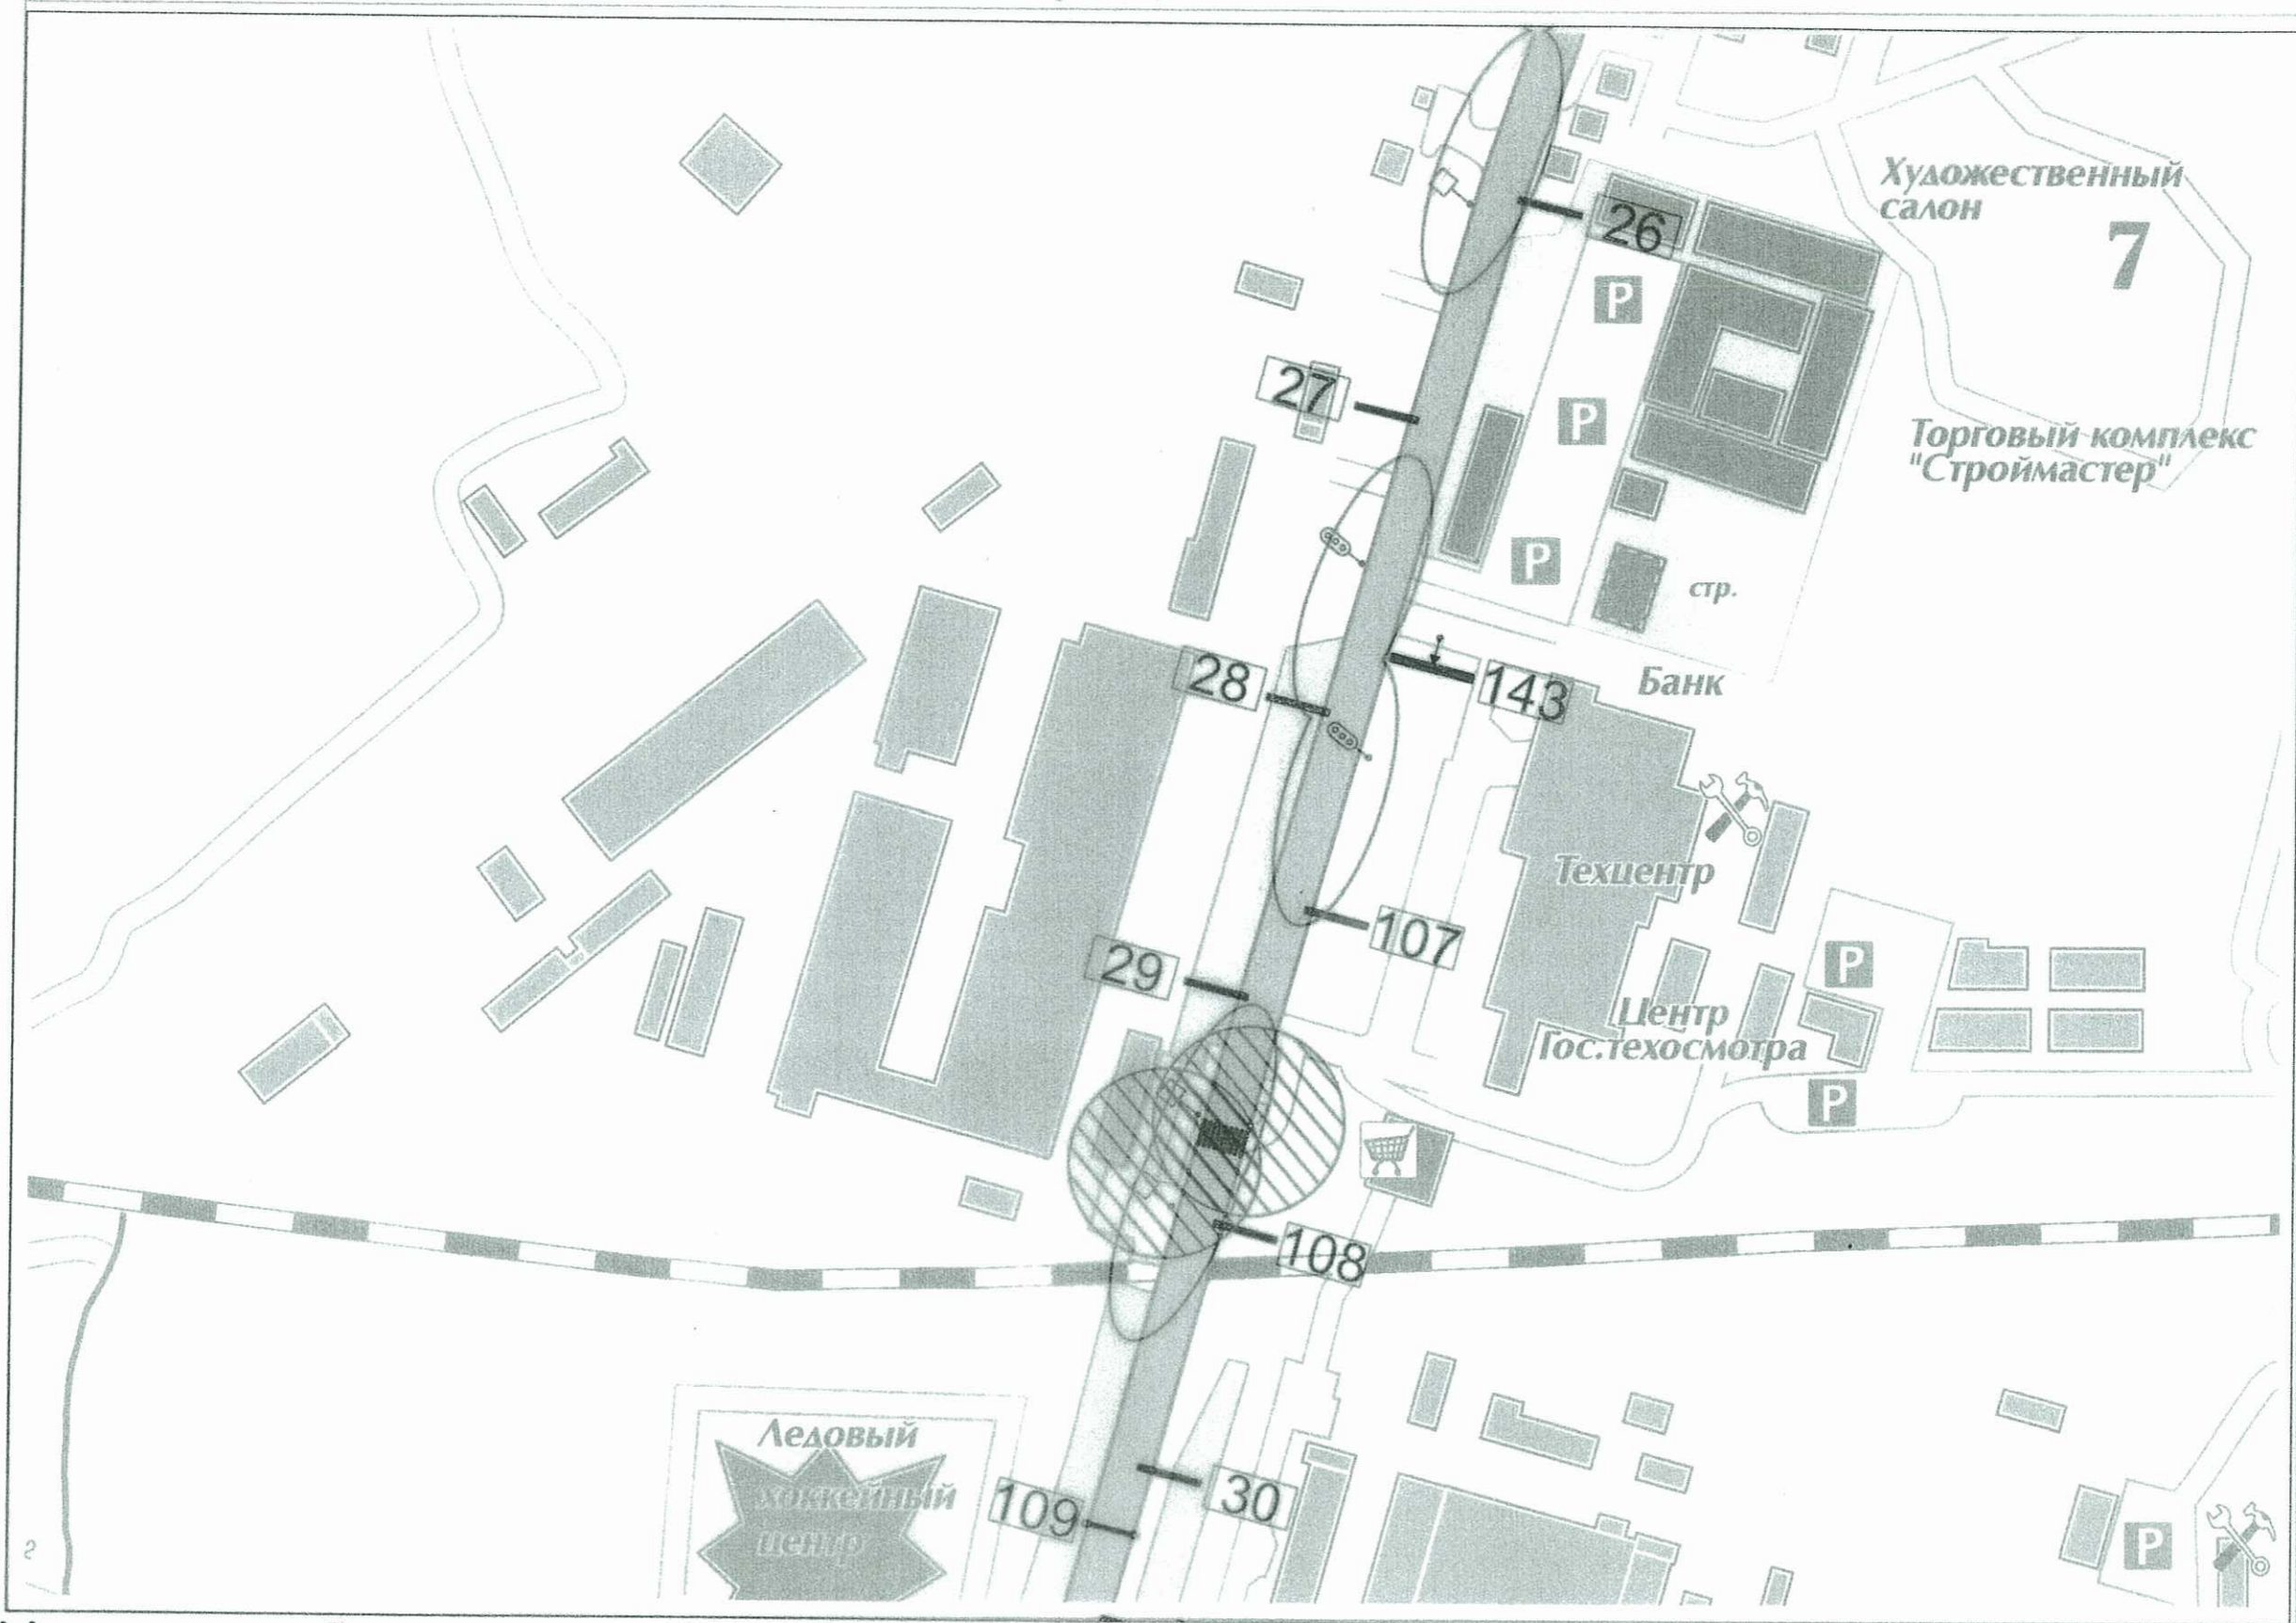 Художественный
салон
7
26
P
27
P
Торговый комплекс
"Строймастер"
P
стр.
28
143
Банк
Техцентр
107
29
P
Центр
Гос.техосмотра
P
108
Ледовый
хоккейный
центр
109
30
P
2